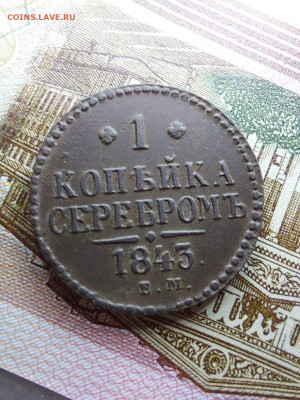 COINS.LAVE.RU
1
КОПѢЙКА
СЕРЕБРОМЪ
1843.
Е.М.